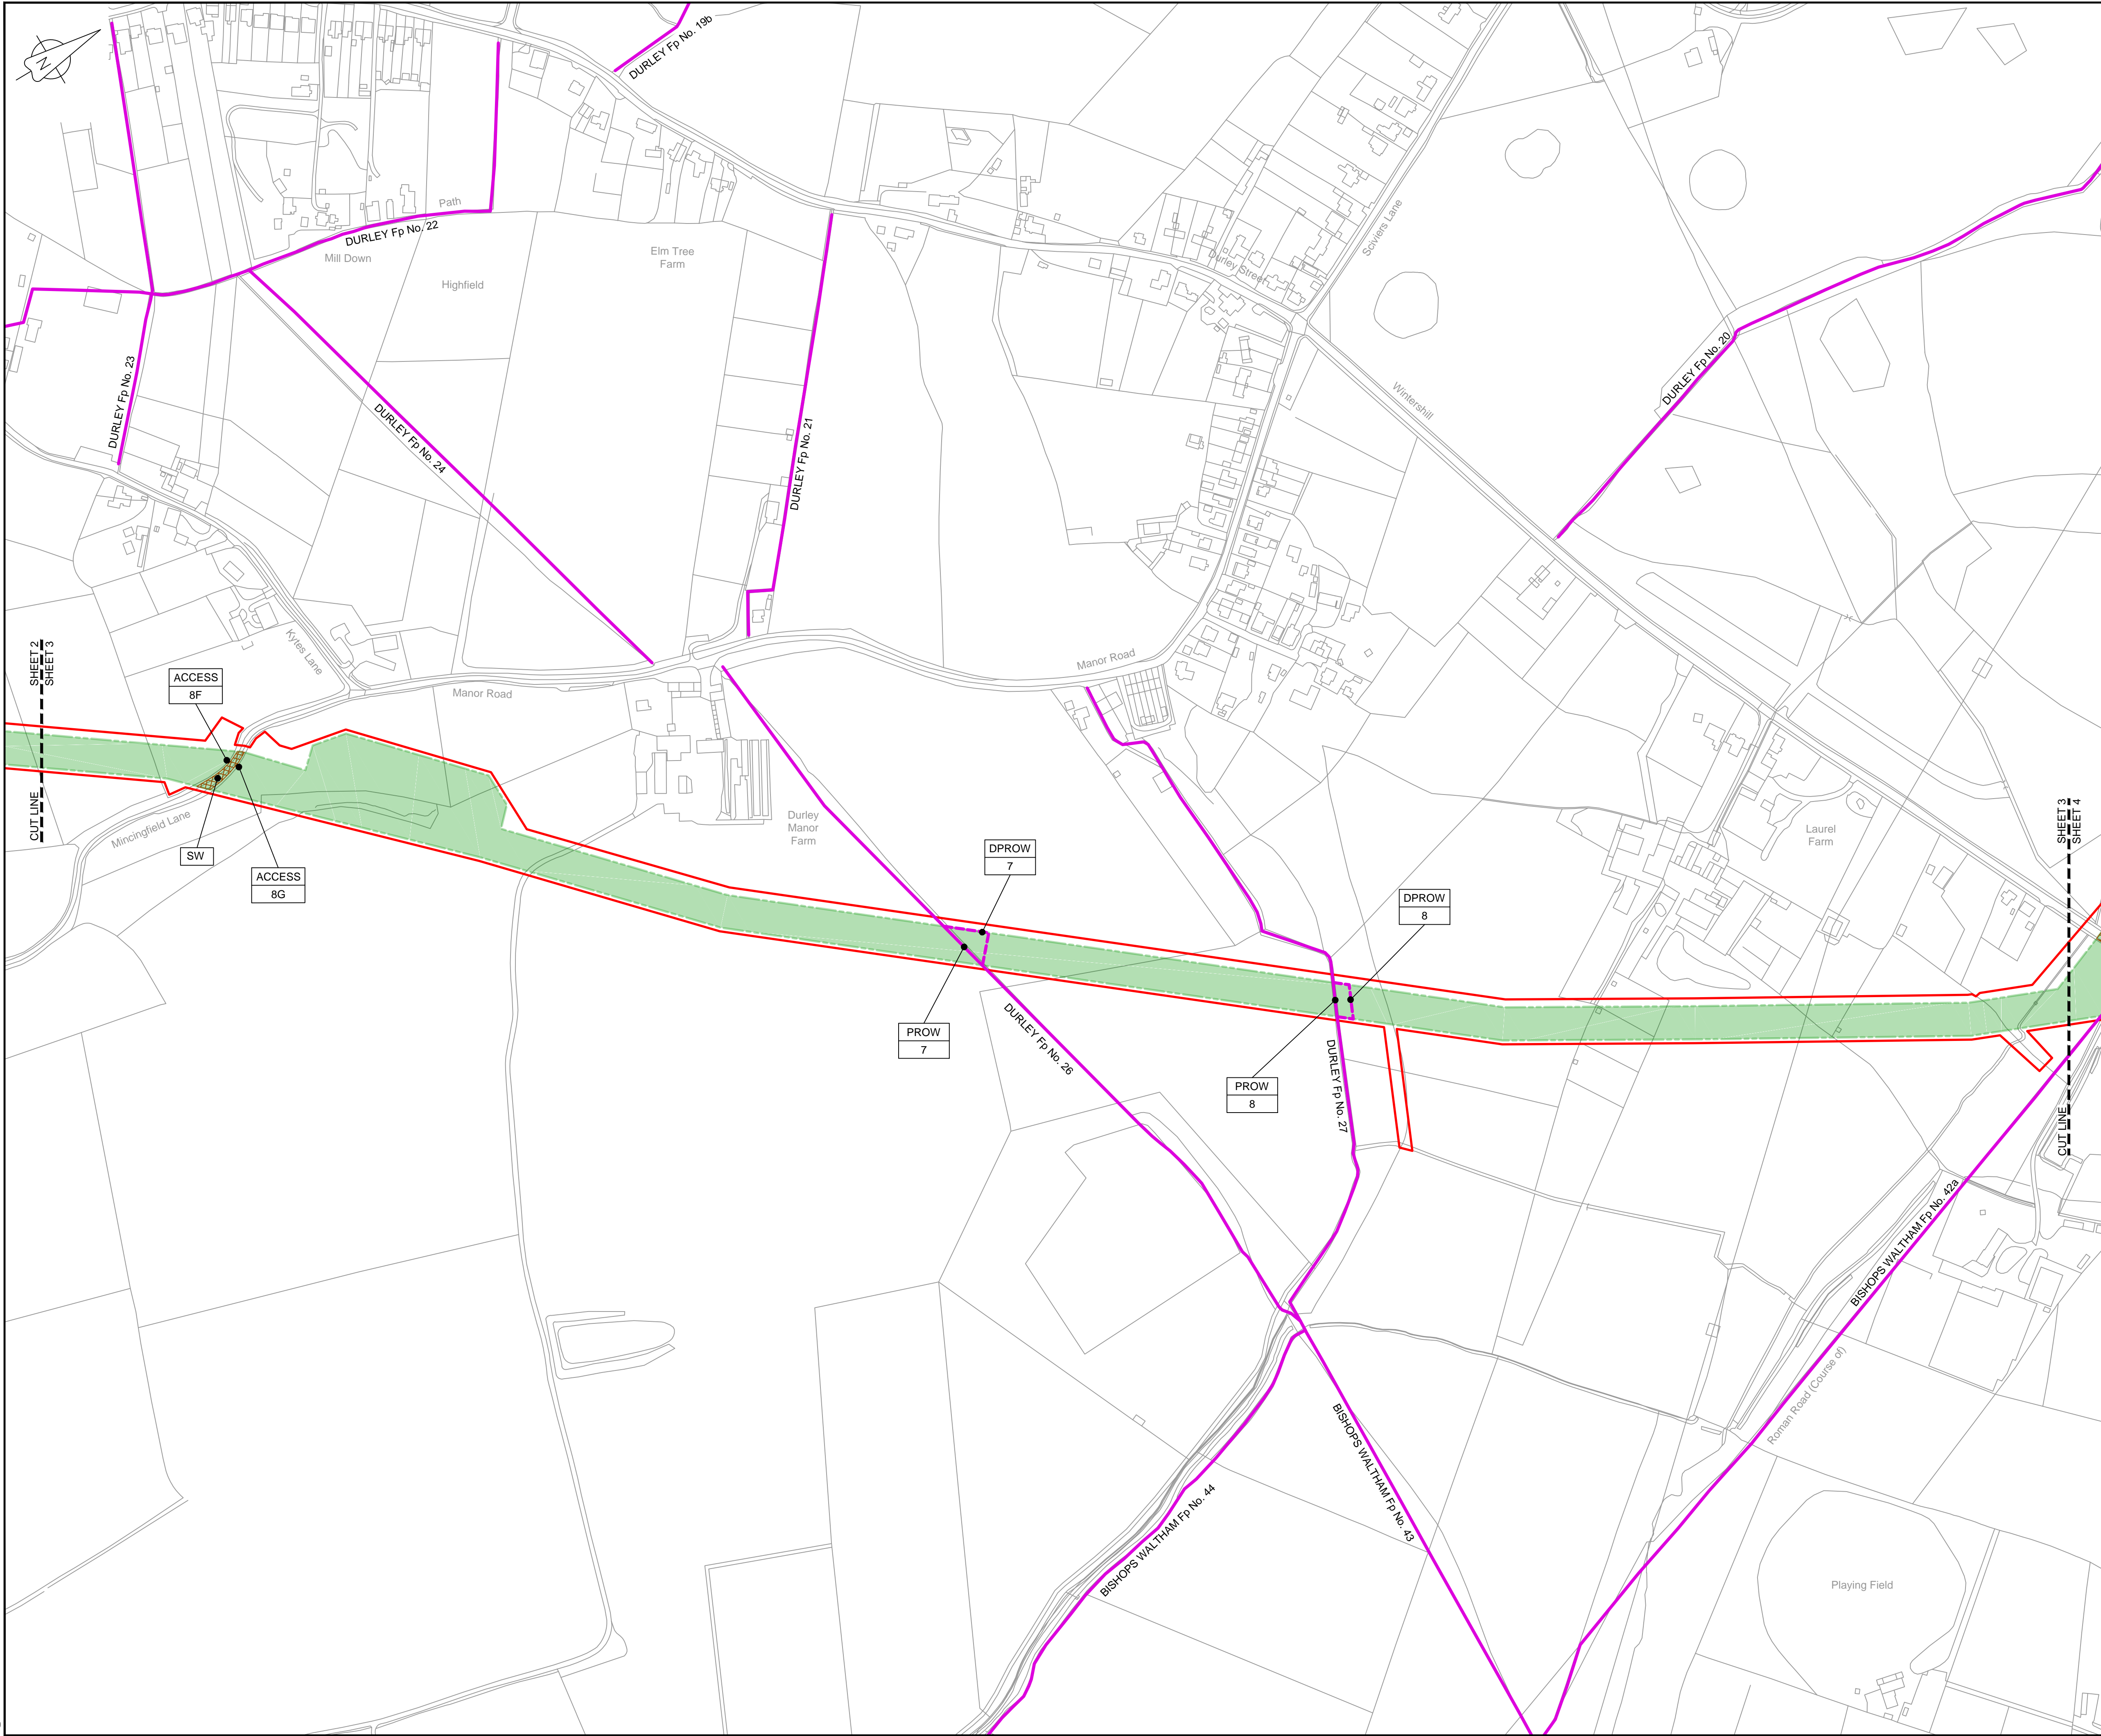 N
DURLEY Fp No. 19b
Path
DURLEY Fp No. 22
Mill Down
Highfield
Elm Tree
Farm
Durley Street
Sciviers Lane
DURLEY Fp No. 23
DURLEY Fp No. 24
DURLEY Fp No. 21
Wintershill
DURLEY Fp No. 20
SHEET 2
SHEET 3
CUT LINE
Kytes Lane
ACCESS
8F
Manor Road
Manor Road
Mincingfield Lane
SW
ACCESS
8G
Durley
Manor
Farm
DPROW
7
DPROW
8
Laurel
Farm
SHEET 3
SHEET 4
CUT LINE
PROW
7
DURLEY Fp No. 26
PROW
8
DURLEY Fp No. 27
BISHOPS WALTHAM Fp No. 42a
Roman Road (Course of)
BISHOPS WALTHAM Fp No. 43
BISHOPS WALTHAM Fp No. 44
Playing Field